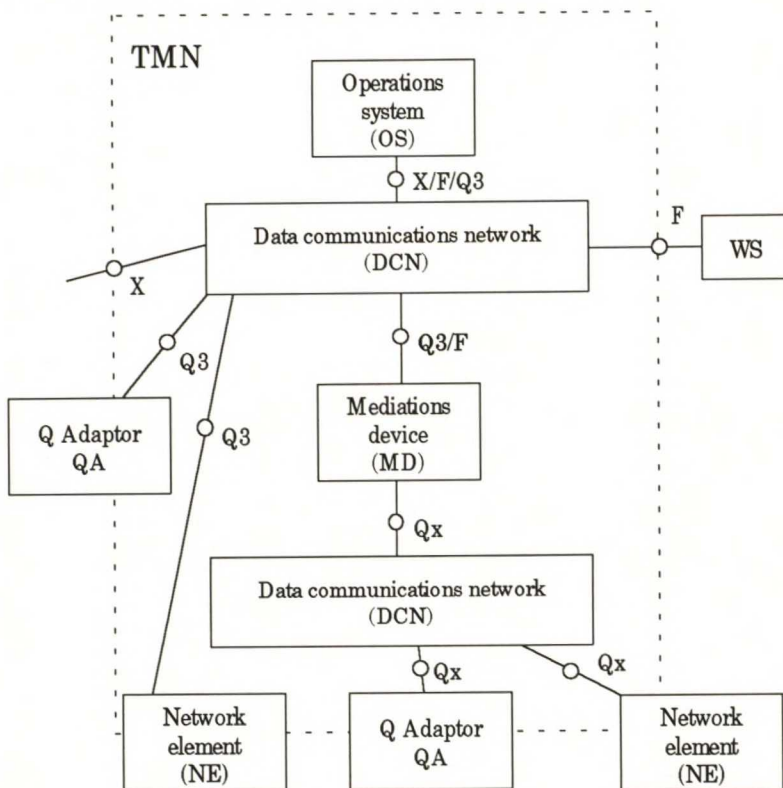 TMN
Operations
system
(OS)
X/F/Q3
Data communications network
(DCN)
F
WS
X
Q3
Q3/F
Q Adaptor
QA
Q3
Mediations
device
(MD)
Qx
Data communications network
(DCN)
Qx
Qx
Network
element
(NE)
Q Adaptor
QA
Network
element
(NE)